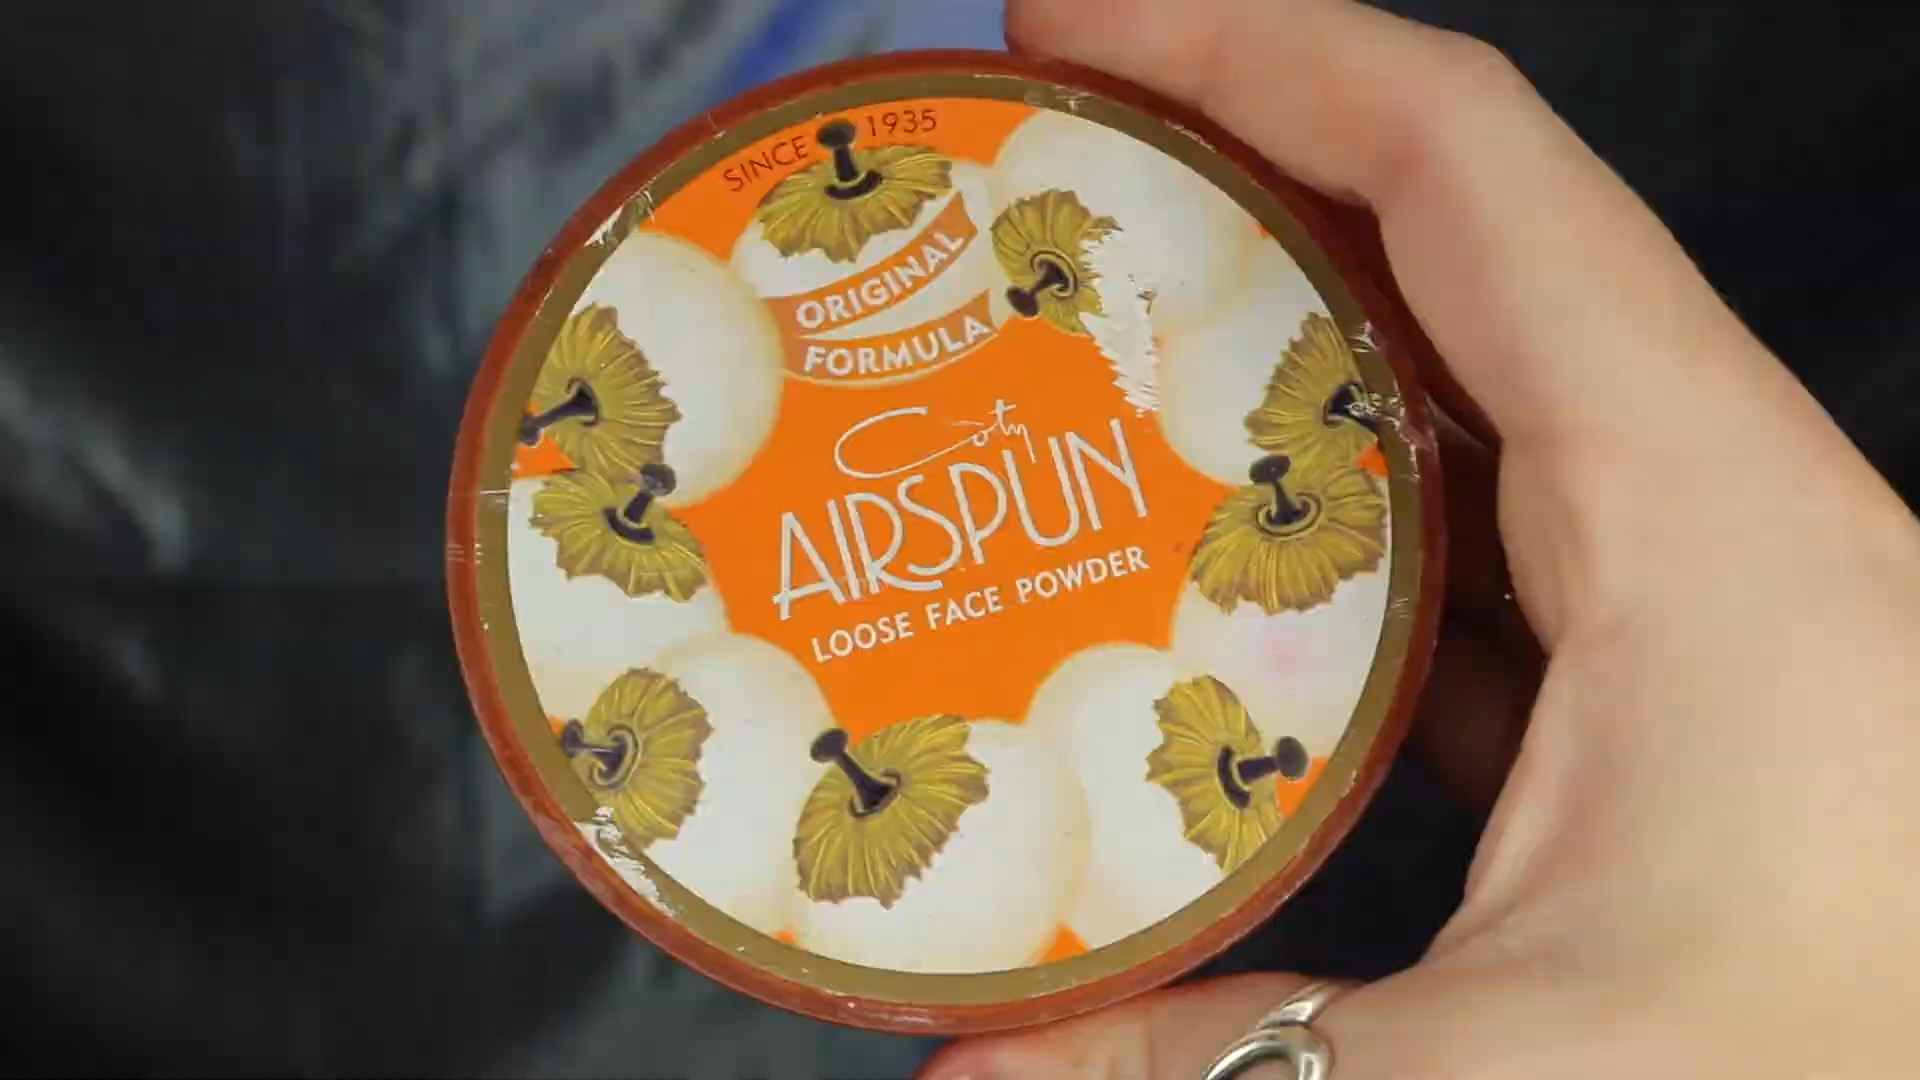 SINCE 1935
ORIGINAL
FORMULA
Coty
AIRSPUN
LOOSE FACE POWDER